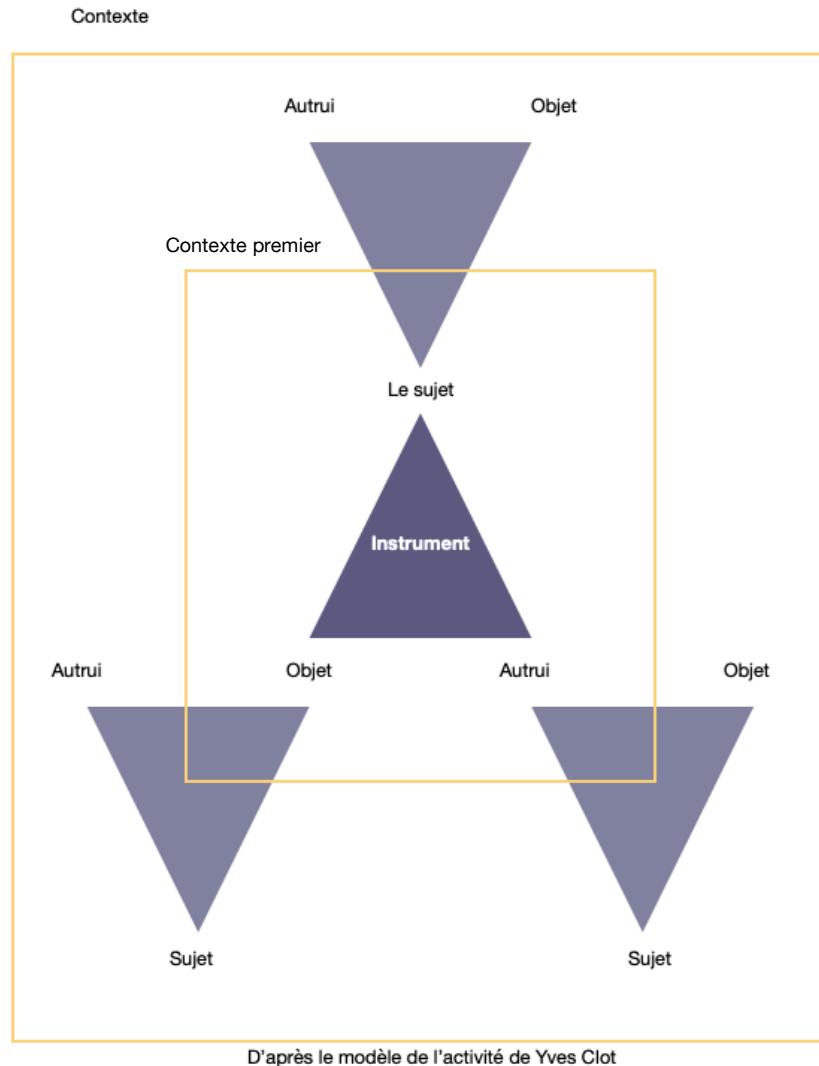 Contexte
Autrui
Objet
Contexte premier
Le sujet
Instrument
Autrui
Objet
Autrui
Objet
Sujet
Sujet
D'après le modèle de l'activité de Yves Clot